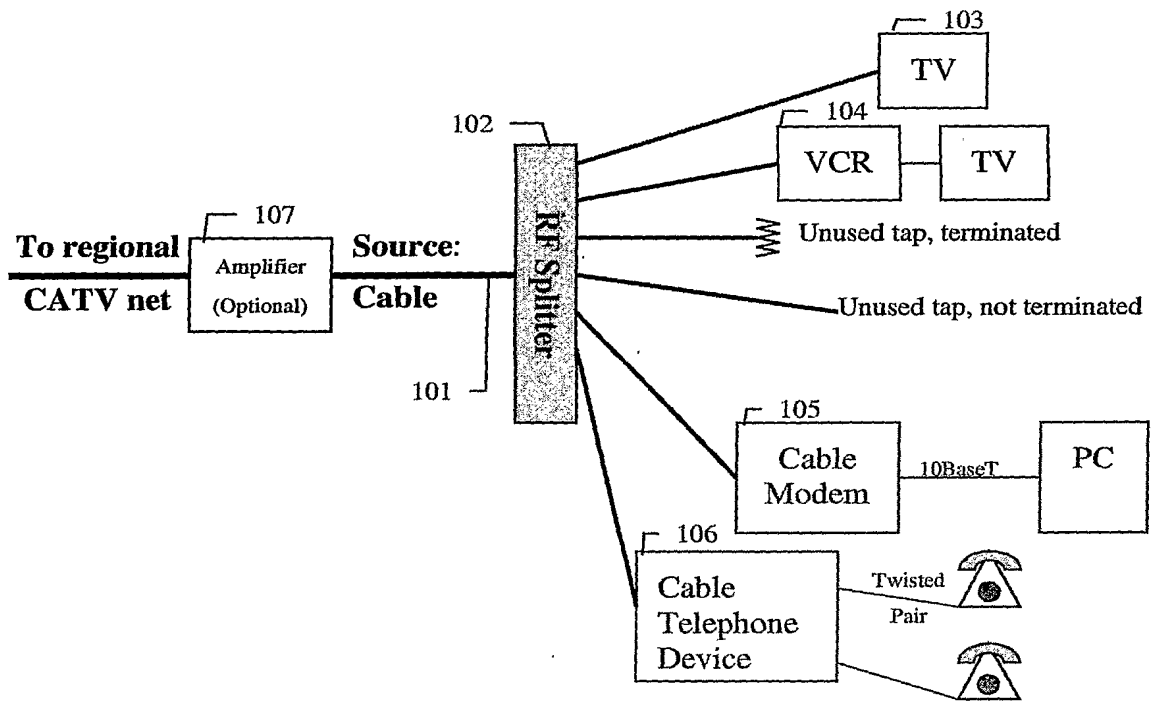 103
TV
102
104
VCR
TV
107
To regional
CATV net
Amplifier
(Optional)
Source:
Cable
RF Splitter
Unused tap, terminated
Unused tap, not terminated
101
105
Cable
Modem
10BaseT
PC
106
Cable
Telephone
Device
Twisted
Pair